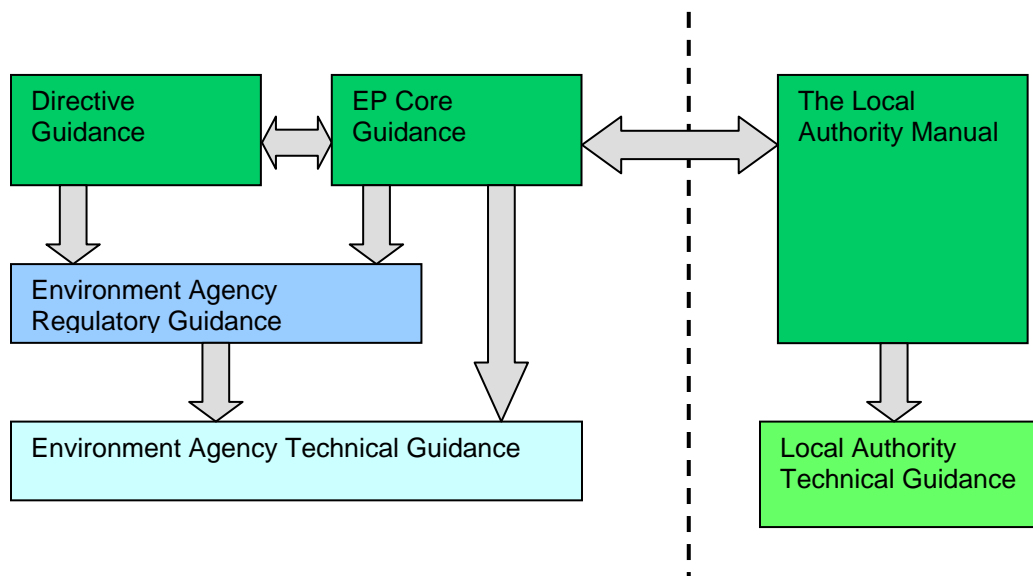 Directive
Guidance
EP Core
Guidance
The Local
Authority Manual
Environment Agency
Regulatory Guidance
Environment Agency Technical Guidance
Local Authority
Technical Guidance